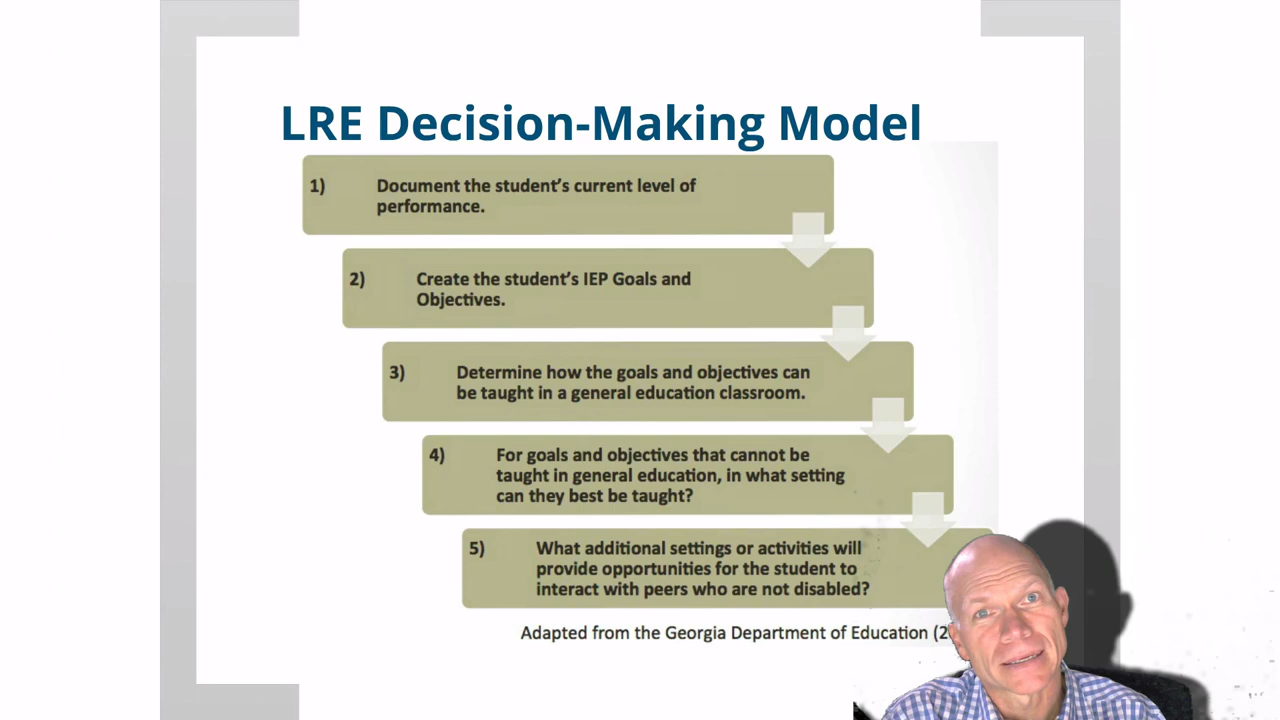 LRE Decision-Making Model
1) Document the student's current level of
performance.
2) Create the student's IEP Goals and
Objectives.
3) Determine how the goals and objectives can
be taught in a general education classroom.
4) For goals and objectives that cannot be
taught in general education, in what setting
can they best be taught?
5) What additional settings or activities will
provide opportunities for the student to
interact with peers who are not disabled?
Adapted from the Georgia Department of Education